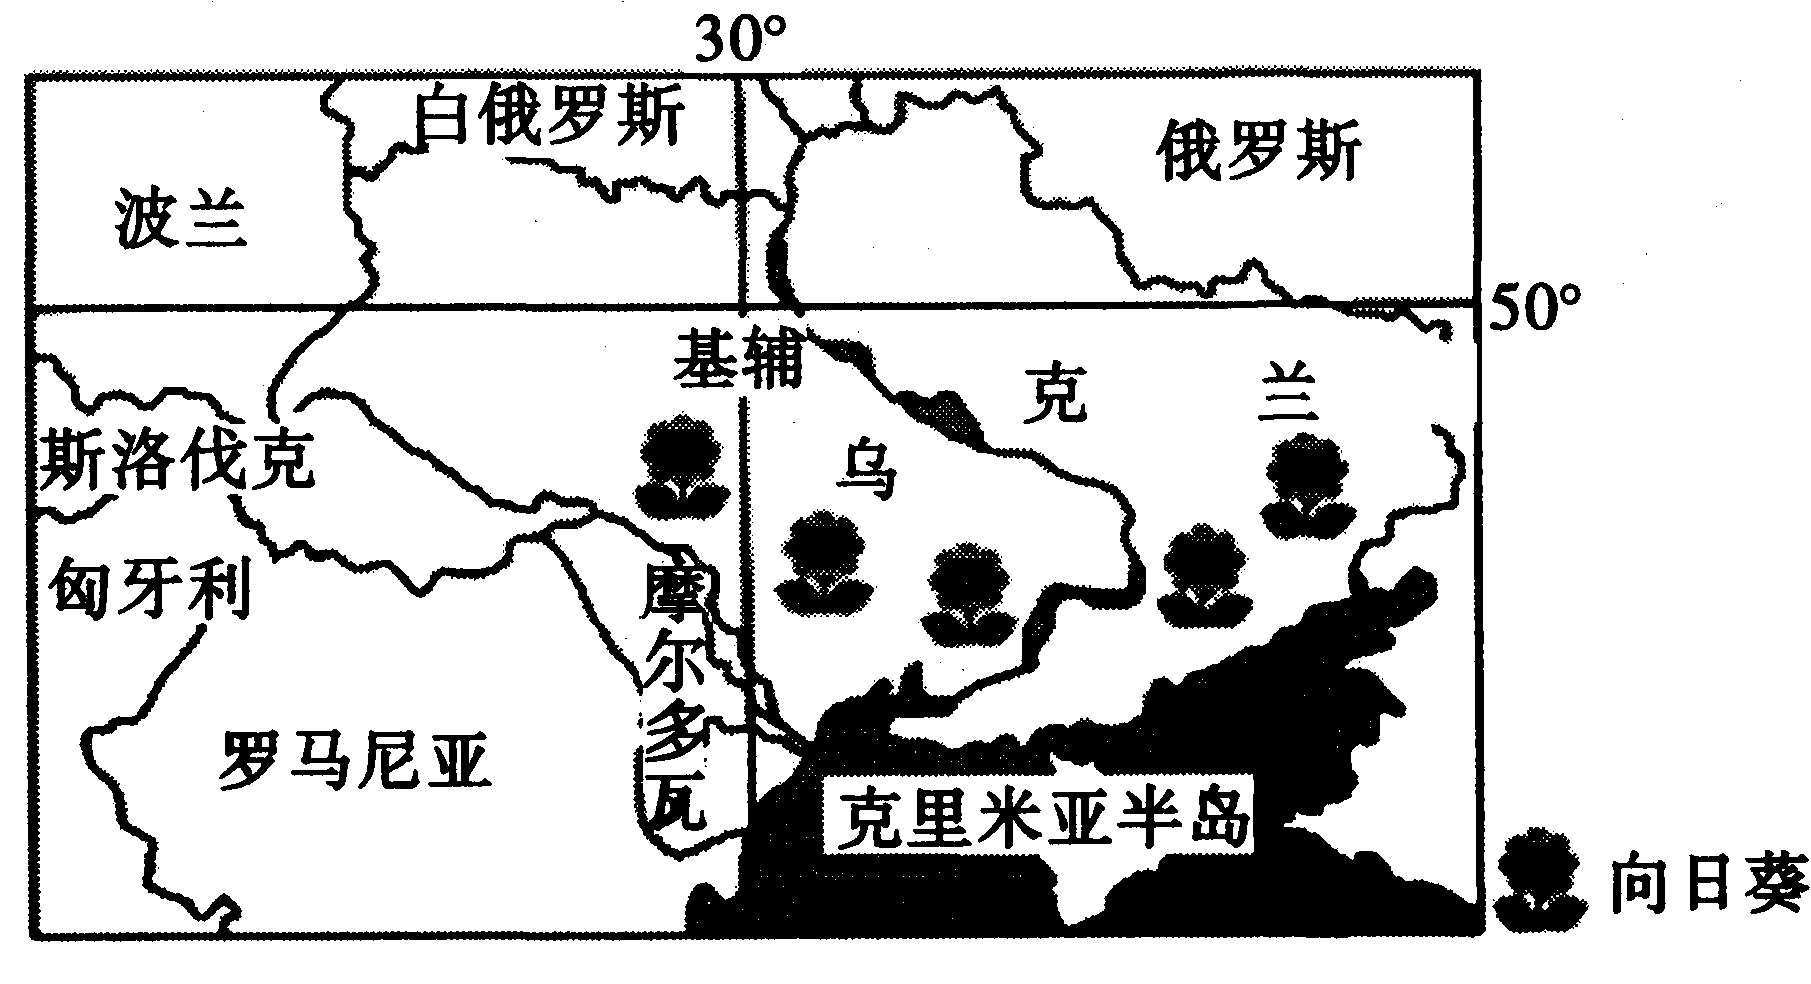 30°
白俄罗斯
俄罗斯
波兰
50°
基辅
乌克兰
斯洛伐克
匈牙利
摩尔多瓦
罗马尼亚
克里米亚半岛
向日葵